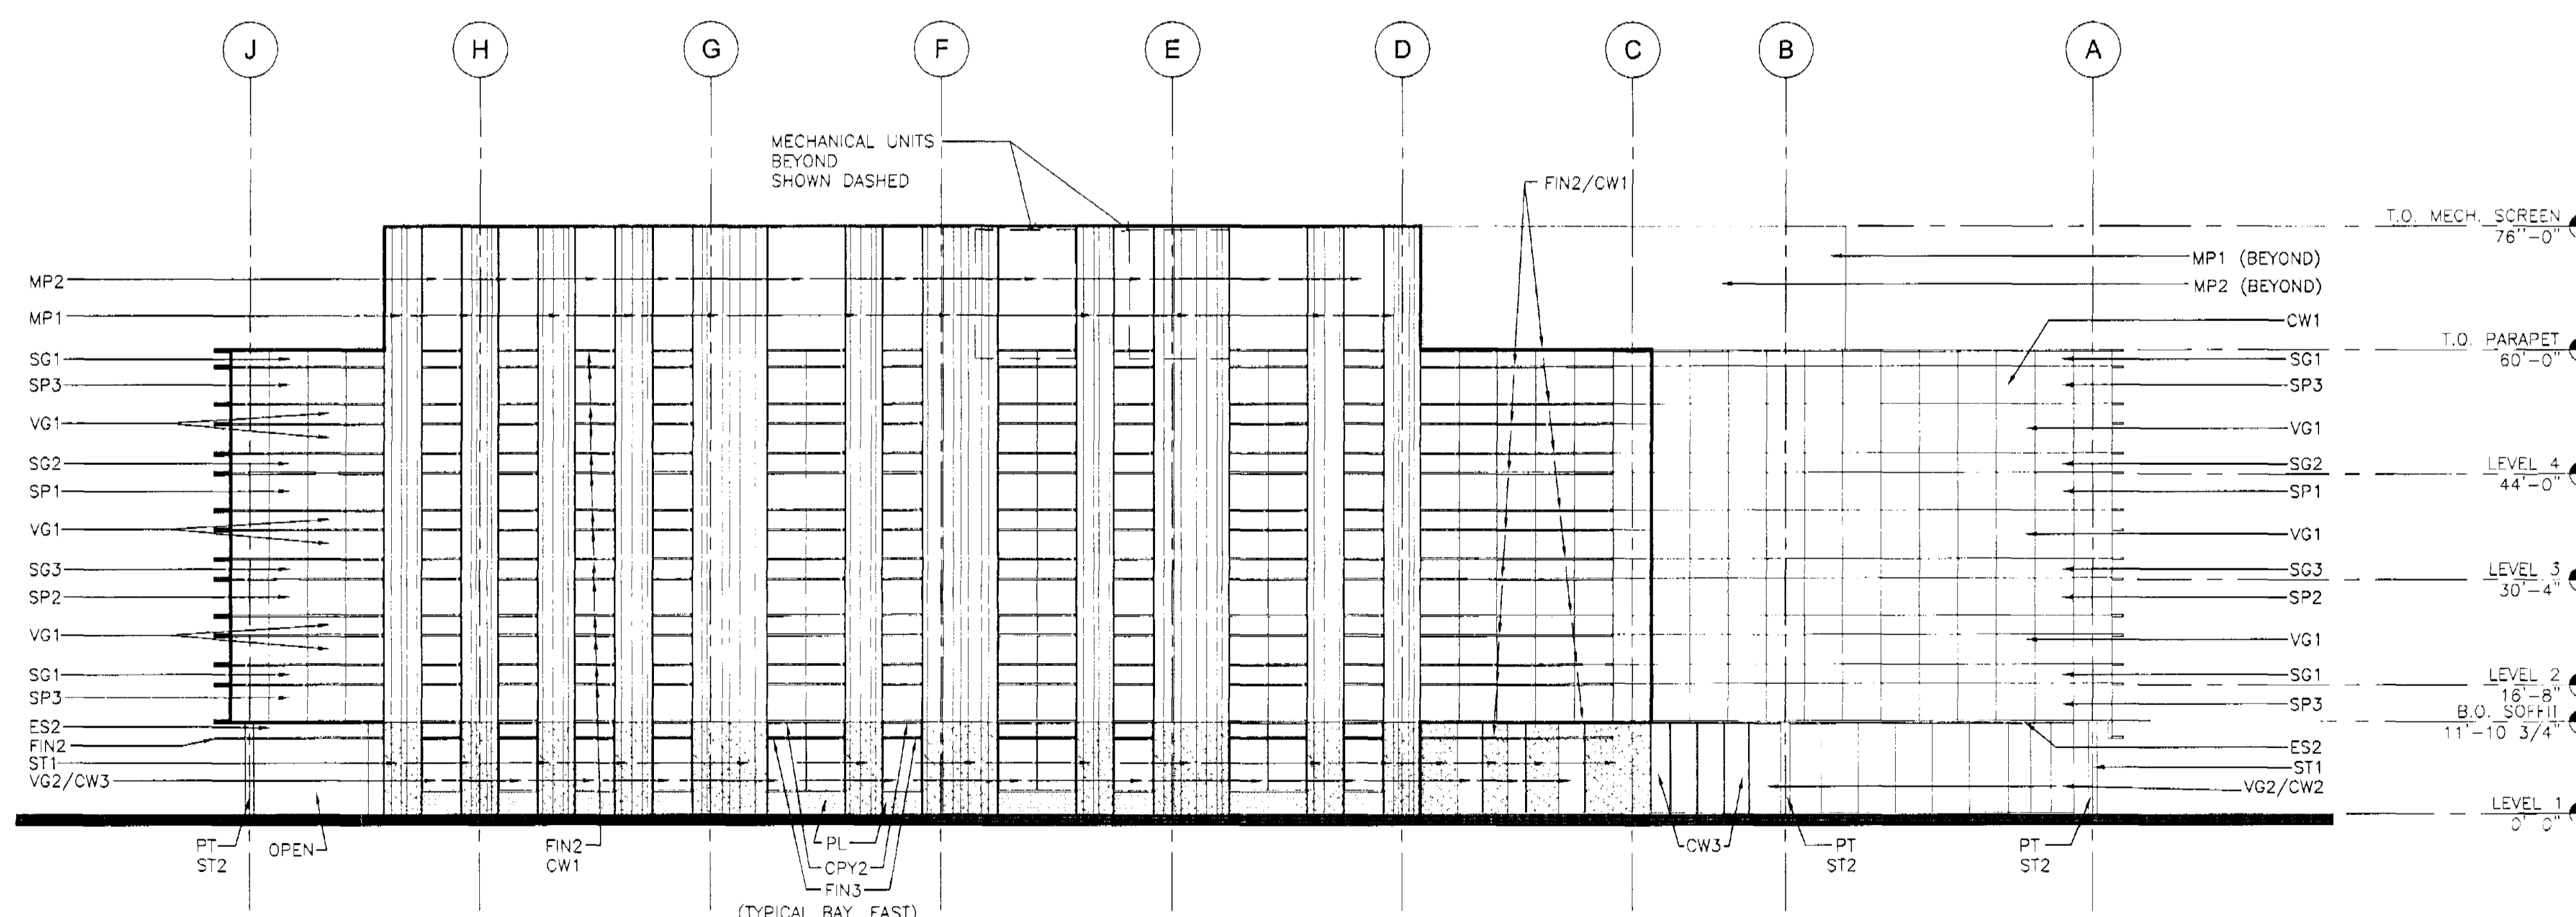 J H G F E D C B A
MECHANICAL UNITS
BEYOND
SHOWN DASHED
FIN2/CW1
T.O. MECH. SCREEN
76"-0"
MP1 (BEYOND)
MP2 (BEYOND)
CW1
T.O. PARAPET
60'-0"
SG1
SP3
VG1
SG2
LEVEL 4
44'-0"
SP1
VG1
SG3
LEVEL 3
30'-4"
SP2
VG1
SG1
LEVEL 2
16'-8"
SP3
B.O. SOFFIT
11'-10 3/4"
ES2
ST1
VG2/CW2
LEVEL 1
0'-0"
MP2
MP1
SG1
SP3
VG1
SG2
SP1
VG1
SG3
SP2
VG1
SG1
SP3
ES2
FIN2
ST1
VG2/CW3
PT
ST2
OPEN
FIN2
CW1
PL
CPY2
FIN3
(TYPICAL BAY EAST)
CW3
PT
ST2
PT
ST2